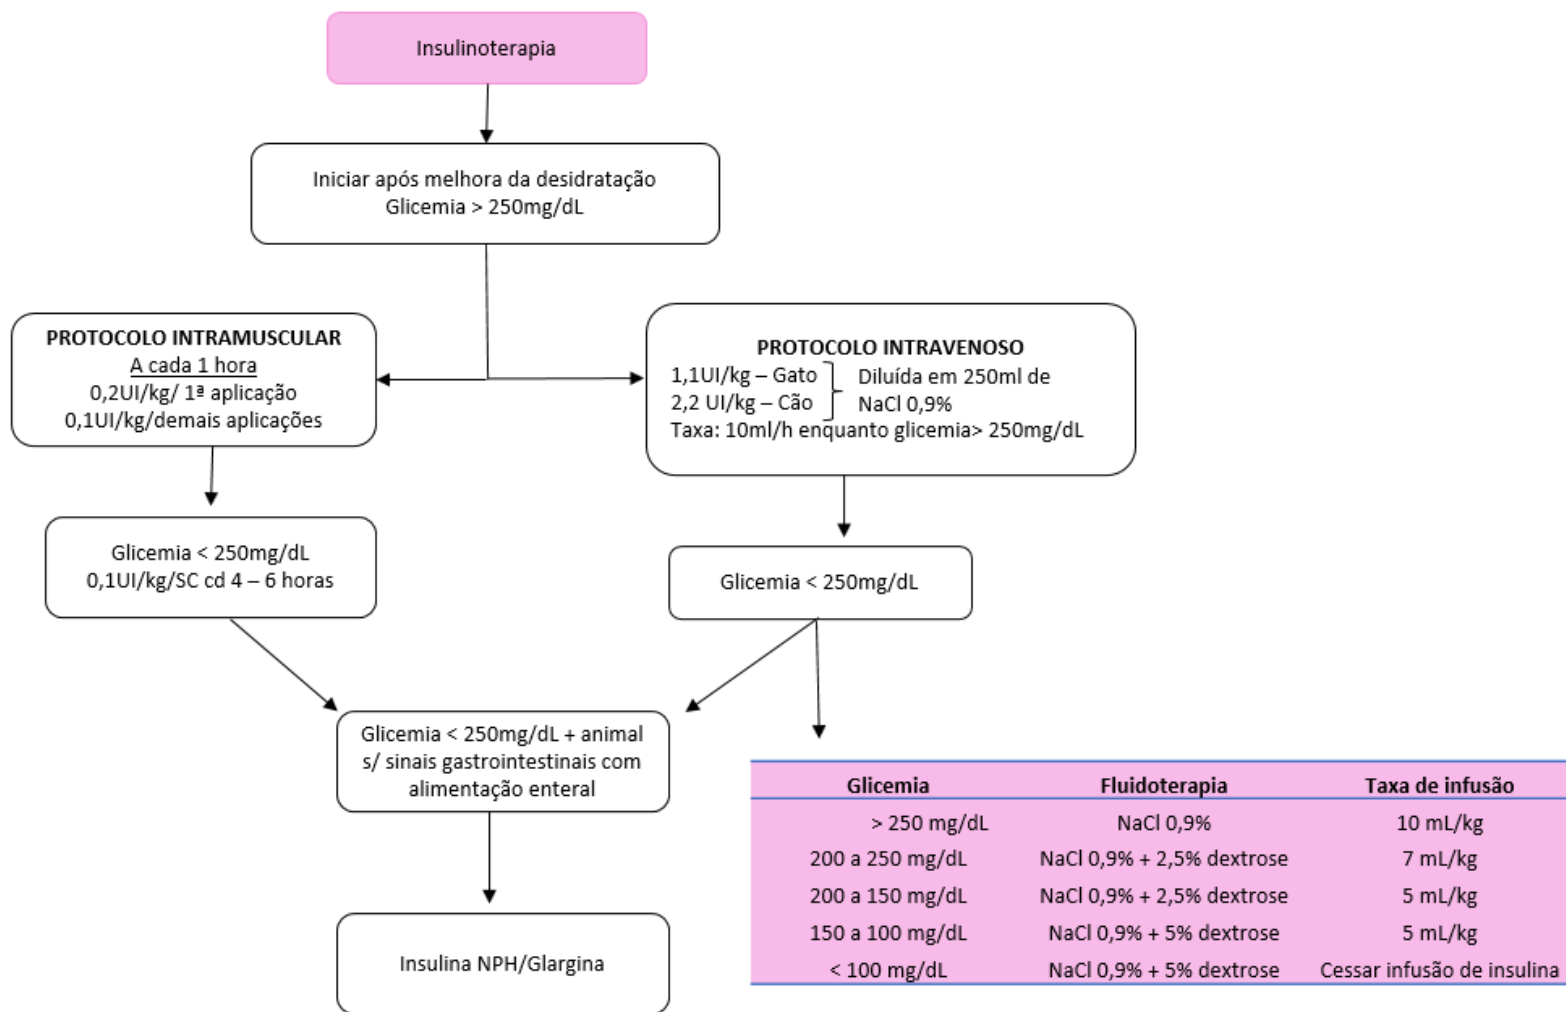 Insulinoterapia
Iniciar após melhora da desidratação
Glicemia > 250mg/dL
PROTOCOLO INTRAMUSCULAR
A cada 1 hora
0,2UI/kg/ 1ª aplicação
0,1UI/kg/demais aplicações
PROTOCOLO INTRAVENOSO
1,1UI/kg – Gato
2,2 UI/kg – Cão
Diluída em 250ml de
NaCl 0,9%
Taxa: 10ml/h enquanto glicemia> 250mg/dL
Glicemia < 250mg/dL
0,1UI/kg/SC cd 4 – 6 horas
Glicemia < 250mg/dL
Glicemia < 250mg/dL + animal
s/ sinais gastrointestinais com
alimentação enteral
Insulina NPH/Glargina
Glicemia Fluidoterapia Taxa de infusão
> 250 mg/dL NaCl 0,9% 10 mL/kg
200 a 250 mg/dL NaCl 0,9% + 2,5% dextrose 7 mL/kg
200 a 150 mg/dL NaCl 0,9% + 2,5% dextrose 5 mL/kg
150 a 100 mg/dL NaCl 0,9% + 5% dextrose 5 mL/kg
< 100 mg/dL NaCl 0,9% + 5% dextrose Cessar infusão de insulina